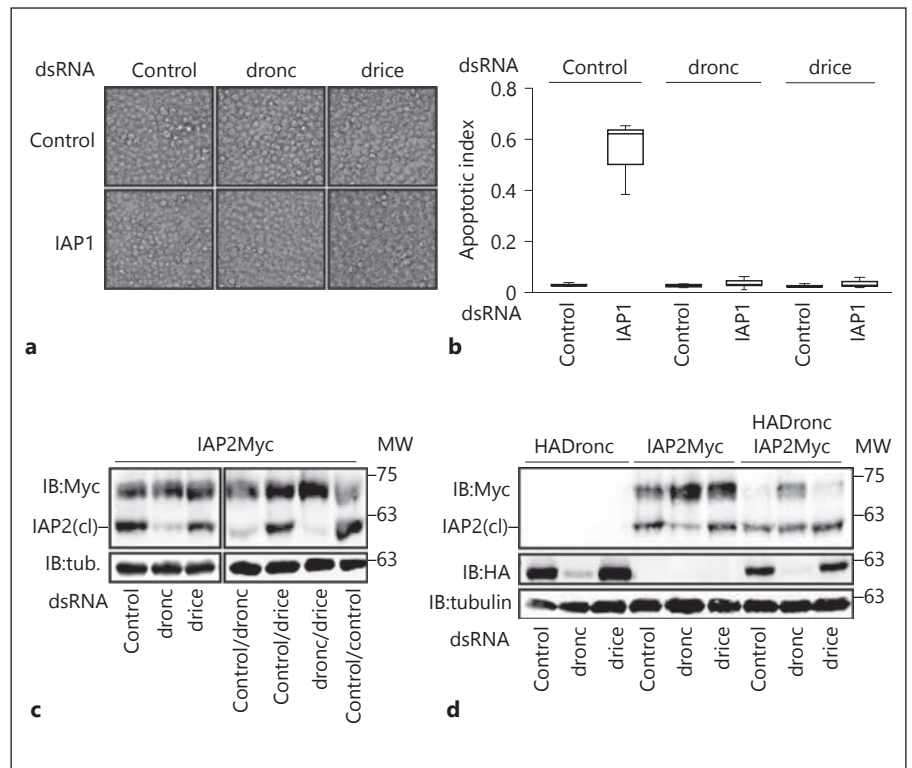 dsRNA Control dronc drice
Control
IAP1
a
dsRNA Control dronc drice
0.8
0.6
0.4
0.2
0
Apoptotic index
dsRNA Control IAP1 Control IAP1 Control IAP1
b
IAP2Myc MW
IB:Myc 75
IAP2(cl) 63
IB:tub. 63
dsRNA Control dronc drice Control/dronc Control/drice dronc/drice Control/control
c
HADronc
HADronc IAP2Myc IAP2Myc MW
IB:Myc 75
IAP2(cl) 63
IB:HA 63
IB:tubulin 63
dsRNA Control dronc drice Control dronc drice Control dronc drice
d